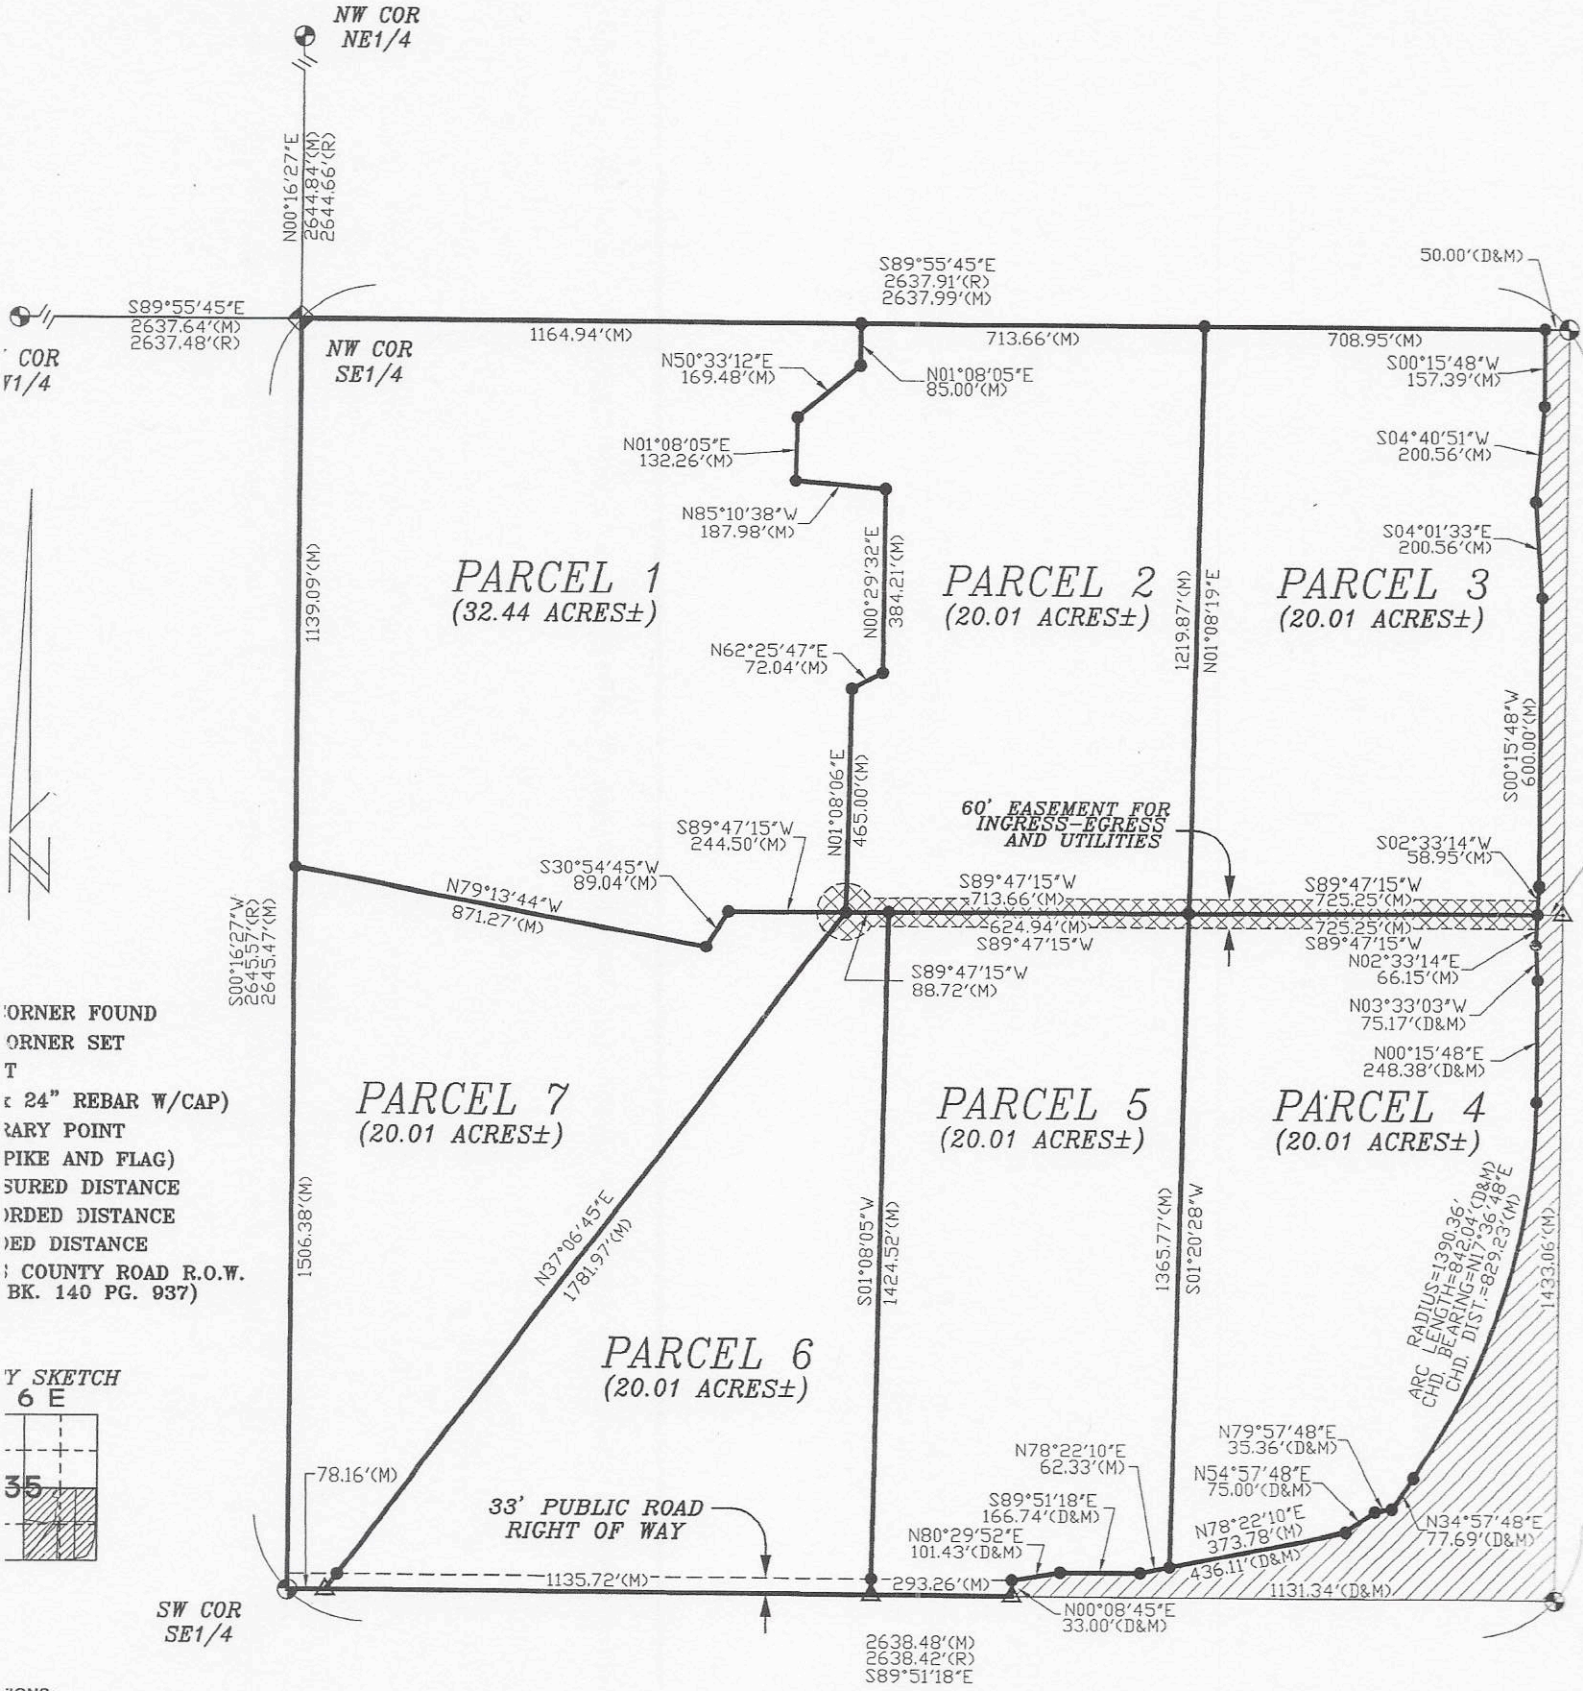 NW COR
NE1/4
N00°16'27"E
2644.84'(M)
2644.66'(R)
S89°55'45"E
2637.64'(M)
2637.48'(R)
COR
NW COR
SE1/4
S89°55'45"E
2637.91'(R)
2637.99'(M)
50.00'(D&M)
1164.94'(M)
713.66'(M)
708.95'(M)
N50°33'12"E
169.48'(M)
N01°08'05"E
85.00'(M)
S00°15'48"W
157.39'(M)
N01°08'05"E
132.26'(M)
S04°40'51"W
200.56'(M)
N85°10'38"W
187.98'(M)
S04°01'33"E
200.56'(M)
1139.09'(M)
N00°29'32"E
384.21'(M)
PARCEL 1
(32.44 ACRES±)
PARCEL 2
(20.01 ACRES±)
PARCEL 3
(20.01 ACRES±)
1219.87'(M)
N01°08'19"E
N62°25'47"E
72.04'(M)
S00°15'48"W
600.00'(M)
N01°08'06"E
465.00'(M)
60' EASEMENT FOR
INGRESS-EGRESS
AND UTILITIES
S89°47'15"W
244.50'(M)
S30°54'45"W
89.04'(M)
N79°13'44"W
871.27'(M)
S02°33'14"W
58.95'(M)
S89°47'15"W
713.66'(M)
S89°47'15"W
725.25'(M)
624.94'(M)
S89°47'15"W
725.25'(M)
S89°47'15"W
S89°47'15"W
88.72'(M)
N02°33'14"E
66.15'(M)
S00°16'27"W
2645.57'(R)
2645.47'(M)
N03°33'03"W
75.17'(D&M)
N00°15'48"E
248.38'(D&M)
CORNER FOUND
CORNER SET
24" REBAR W/CAP)
POINT
AND FLAG)
DISTANCE
DISTANCE
DISTANCE
COUNTY ROAD R.O.W.
BK. 140 PG. 937)
PARCEL 7
(20.01 ACRES±)
PARCEL 5
(20.01 ACRES±)
PARCEL 4
(20.01 ACRES±)
1506.38'(M)
N37°06'45"E
1781.97'(M)
S01°08'05"W
1424.52'(M)
1365.77'(M)
S01°20'28"W
RADIUS=1390.36'
ARC LENGTH=842.04'(D&M)
CHD. BEARING=N17°36'48"E
CHD. DIST.=829.23'(M)
1433.06'(M)
PARCEL 6
(20.01 ACRES±)
SKETCH
6 E
35
78.16'(M)
33' PUBLIC ROAD
RIGHT OF WAY
N78°22'10"E
62.33'(M)
S89°51'18"E
166.74'(D&M)
N80°29'52"E
101.43'(D&M)
N79°57'48"E
35.36'(D&M)
N54°57'48"E
75.00'(D&M)
N78°22'10"E
373.78'(M)
436.11'(D&M)
N34°57'48"E
77.69'(D&M)
1135.72'(M)
293.26'(M)
1131.34'(D&M)
N00°08'45"E
33.00'(D&M)
SW COR
SE1/4
2638.48'(M)
2638.42'(R)
S89°51'18"E